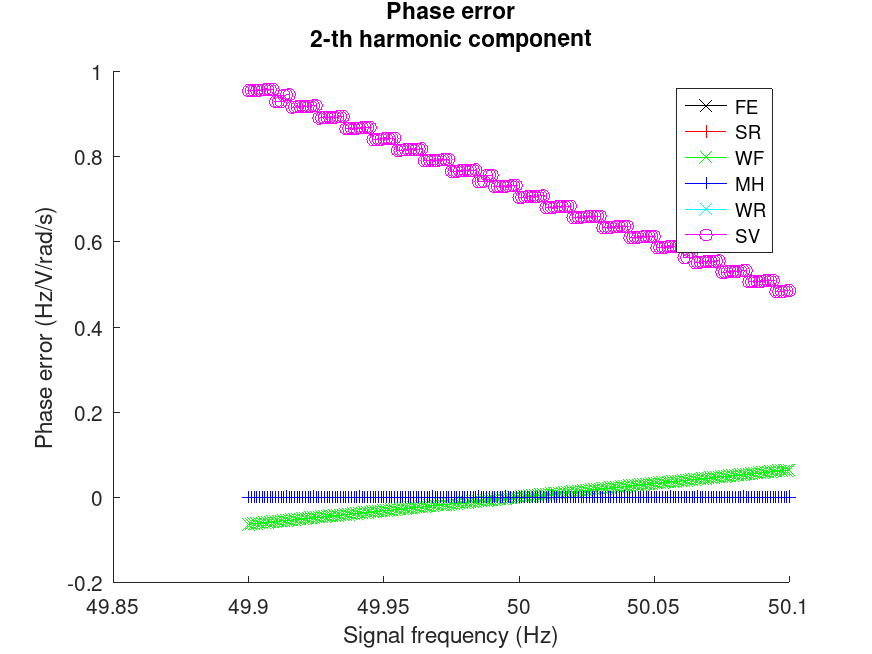 Phase error
2-th harmonic component
1
0.8
0.6
0.4
0.2
0
-0.2
49.85
49.9
49.95
50
50.05
50.1
Phase error (Hz/V/rad/s)
Signal frequency (Hz)
FE
SR
WF
MH
WR
SV